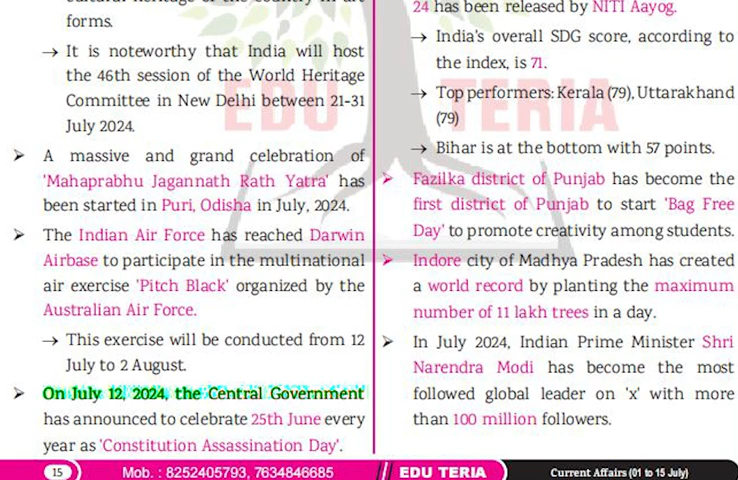 forms.
→ It is noteworthy that India will host
the 46th session of the World Heritage
Committee in New Delhi between 21-31
July 2024.
➤ A massive and grand celebration of
'Mahaprabhu Jagannath Rath Yatra' has
been started in Puri, Odisha in July, 2024.
➤ The Indian Air Force has reached Darwin
Airbase to participate in the multinational
air exercise 'Pitch Black' organized by the
Australian Air Force.
→ This exercise will be conducted from 12
July to 2 August.
➤ On July 12, 2024, the Central Government
has announced to celebrate 25th June every
year as 'Constitution Assassination Day'.
24 has been released by NITI Aayog.
→ India's overall SDG score, according to
the index, is 71.
→ Top performers: Kerala (79), Uttarakhand
(79)
→ Bihar is at the bottom with 57 points.
➤ Fazilka district of Punjab has become the
first district of Punjab to start 'Bag Free
Day' to promote creativity among students.
➤ Indore city of Madhya Pradesh has created
a world record by planting the maximum
number of 11 lakh trees in a day.
➤ In July 2024, Indian Prime Minister Shri
Narendra Modi has become the most
followed global leader on 'x' with more
than 100 million followers.
EDU TERIA
15 Mob. : 8252405793, 7634846685 EDU TERIA Current Affairs (01 to 15 July)